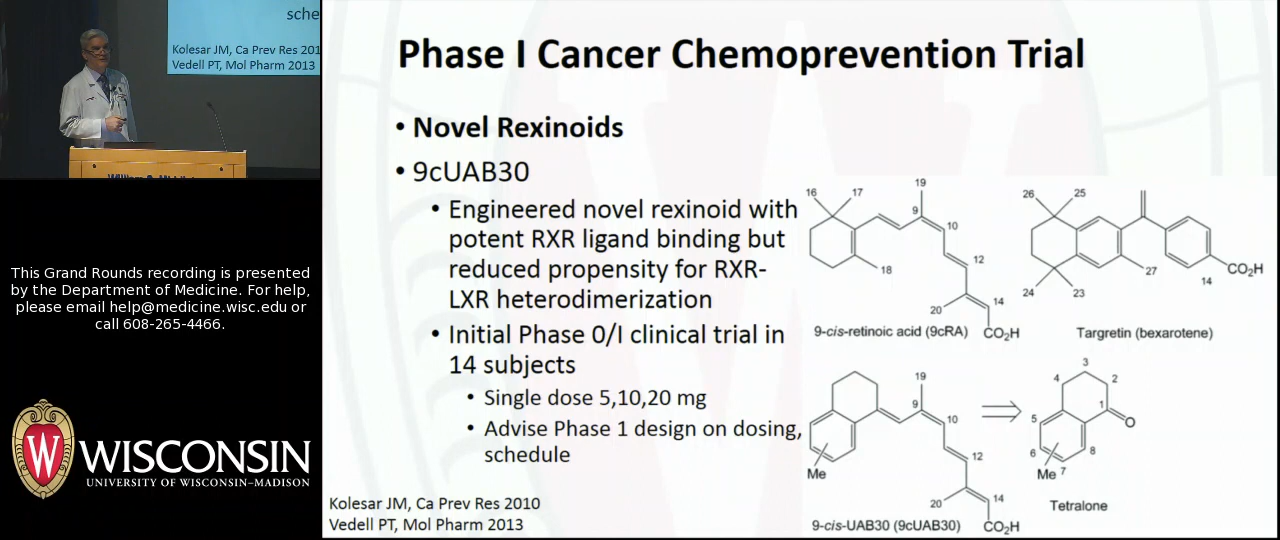 sche
Kolesar JM, Ca Prev Res 201
Vedell PT, Mol Pharm 2013
This Grand Rounds recording is presented
by the Department of Medicine. For help,
please email help@medicine.wisc.edu or
call 608-265-4466.
W
WISCONSIN
UNIVERSITY OF WISCONSIN–MADISON
Phase I Cancer Chemoprevention Trial
• Novel Rexinoids
• 9cUAB30
• Engineered novel rexinoid with
potent RXR ligand binding but
reduced propensity for RXR-
LXR heterodimerization
• Initial Phase 0/I clinical trial in
14 subjects
• Single dose 5,10,20 mg
• Advise Phase 1 design on dosing,
schedule
Kolesar JM, Ca Prev Res 2010
Vedell PT, Mol Pharm 2013
16
17
19
9
10
18
12
20
14
CO₂H
9-cis-retinoic acid (9cRA)
26
25
24
23
27
14
CO₂H
Targretin (bexarotene)
19
9
10
12
Me
20
14
CO₂H
9-cis-UAB30 (9cUAB30)
3
4
2
1
O
5
6
7
8
Me
Tetralone